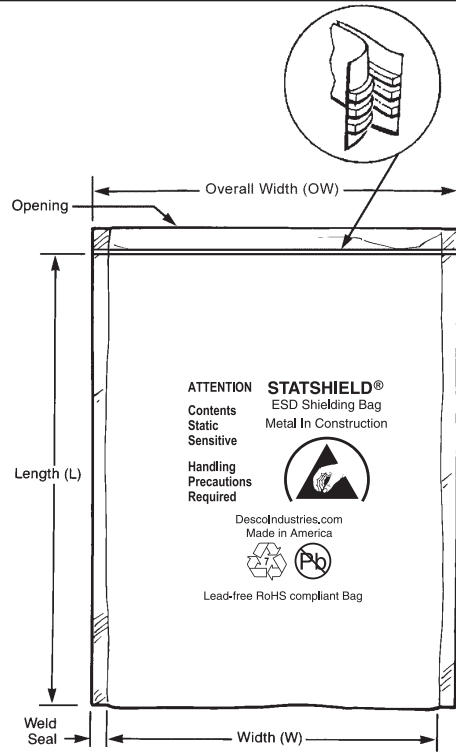 Overall Width (OW)
Opening
ATTENTION
Contents
Static
Sensitive
Handling
Precautions
Required
STATSHIELD®
ESD Shielding Bag
Metal In Construction
Length (L)
DescoIndustries.com
Made in America
7
Pb
Lead-free RoHS compliant Bag
Weld
Seal
Width (W)